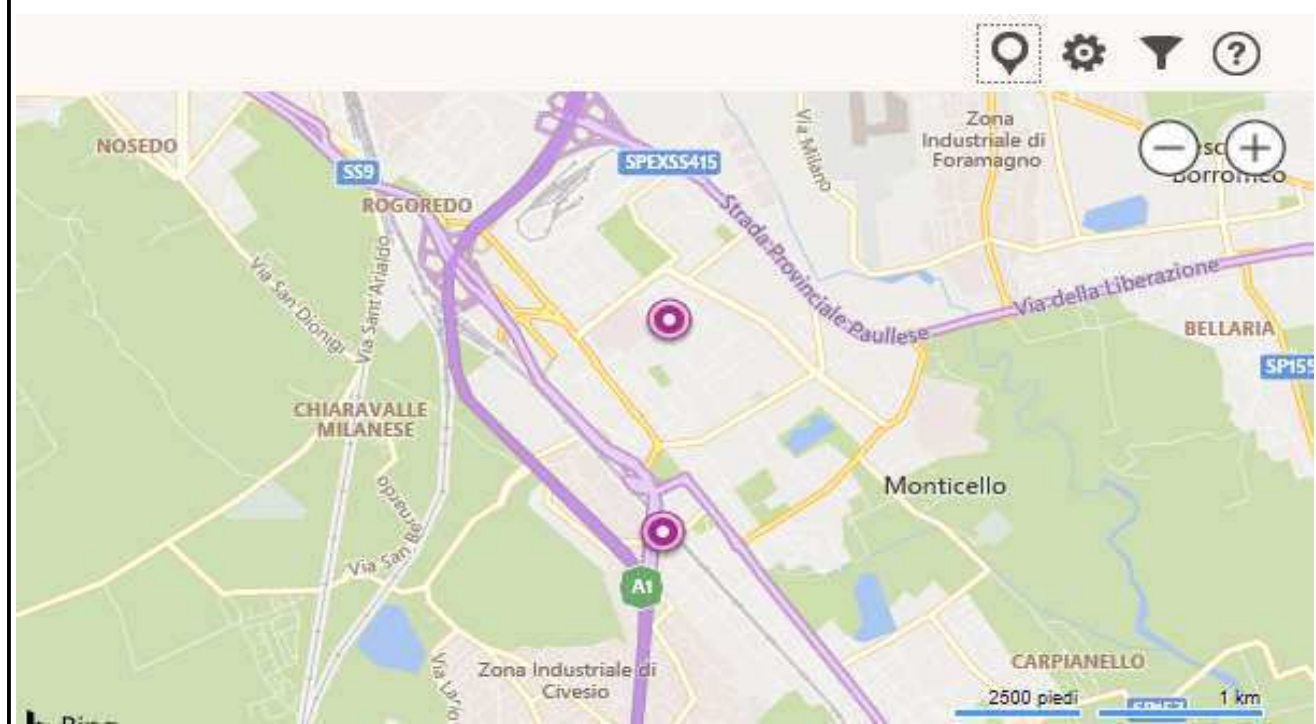 ?
NOSEDO
SS9
SPEXSS415
Via Milano
Zona
Industriale di
Foramagno
ROGOREDO
Via Sant'Arialdo
Via San Dionigi
Strada Provinciale Paullese
Via della Liberazione
BELLARIA
SP155
CHIARAVALLE
MILANESE
Monticello
Via San Bernardo
A1
Zona Industriale di
Civesio
CARPIANELLO
2500 piedi
1 km